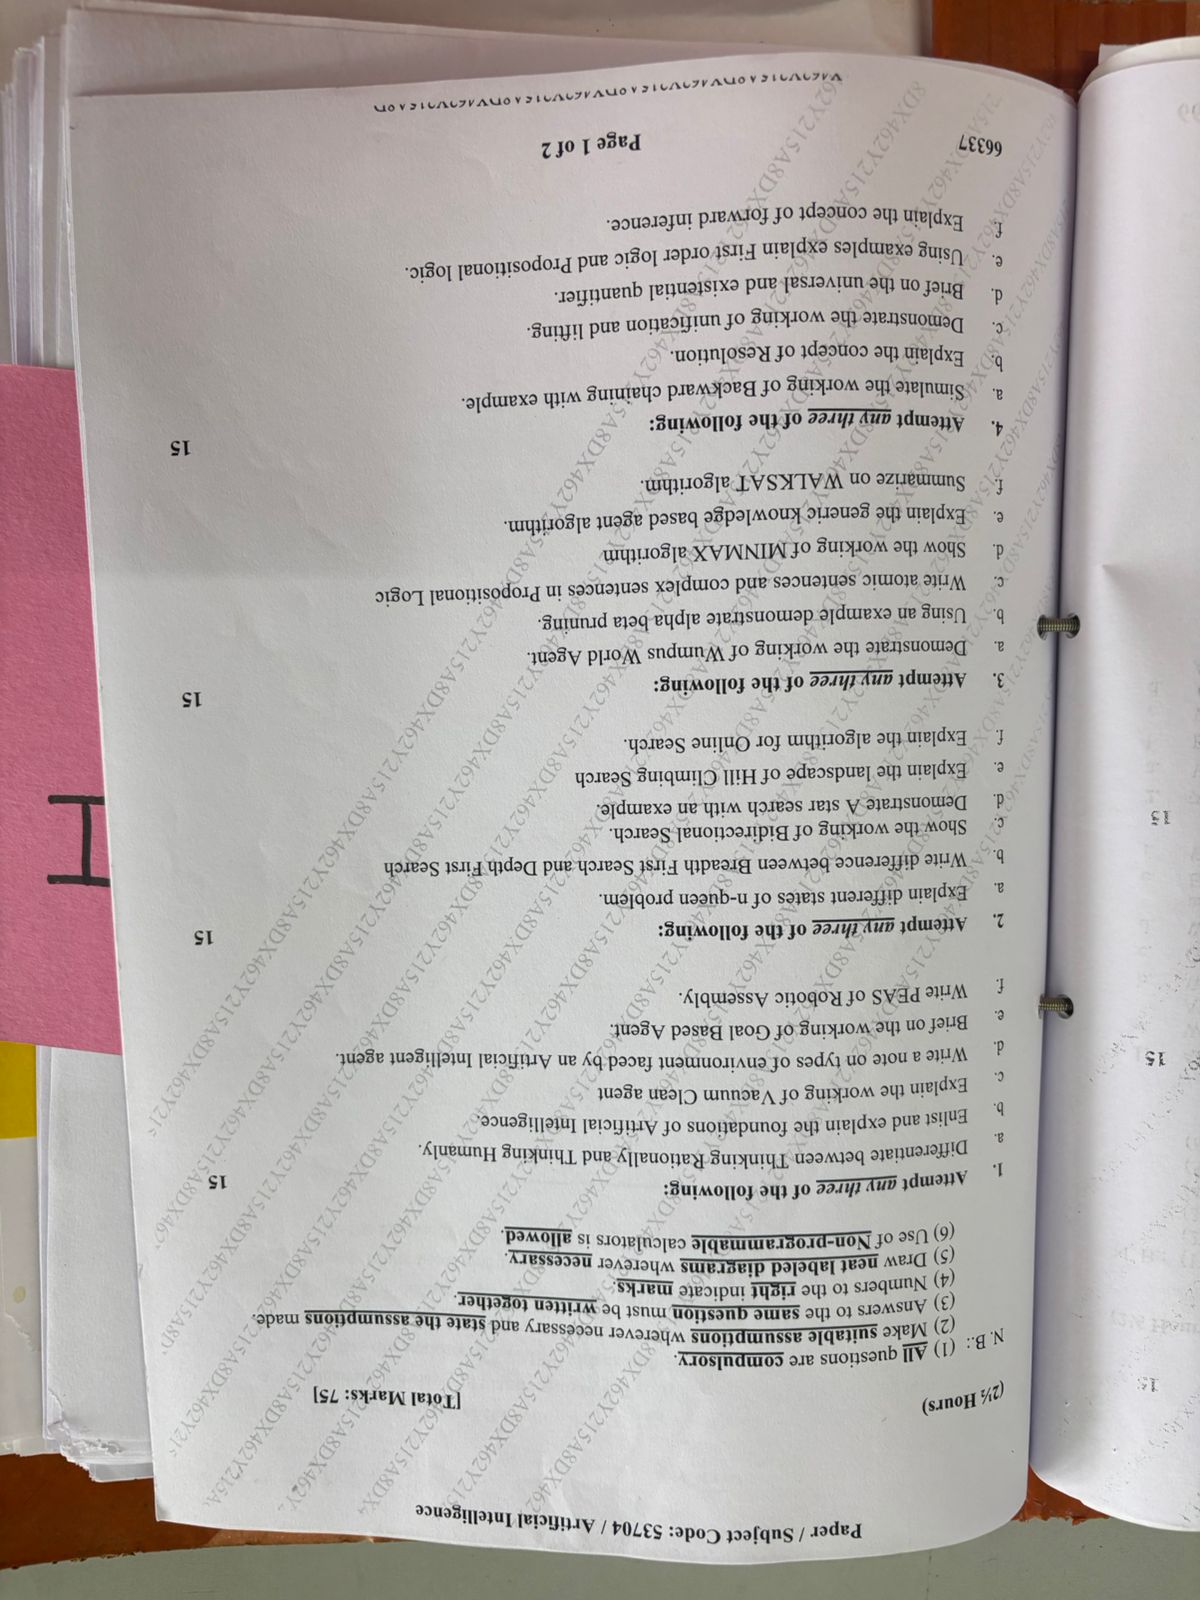 Paper / Subject Code: 53704 / Artificial Intelligence
(2½ Hours)
[Total Marks: 75]
N. B.: (1) All questions are compulsory.
(2) Make suitable assumptions wherever necessary and state the assumptions made.
(3) Answers to the same question must be written together.
(4) Numbers to the right indicate marks.
(5) Draw neat labeled diagrams wherever necessary.
(6) Use of Non-programmable calculators is allowed.
1. Attempt any three of the following: 15
a. Differentiate between Thinking Rationally and Thinking Humanly.
b. Enlist and explain the foundations of Artificial Intelligence.
c. Explain the working of Vacuum Clean agent
d. Write a note on types of environment faced by an Artificial Intelligent agent.
e. Brief on the working of Goal Based Agent.
f. Write PEAS of Robotic Assembly.
2. Attempt any three of the following: 15
a. Explain different states of n-queen problem.
b. Write difference between Breadth First Search and Depth First Search
c. Show the working of Bidirectional Search.
d. Demonstrate A star search with an example.
e. Explain the landscape of Hill Climbing Search
f. Explain the algorithm for Online Search.
3. Attempt any three of the following: 15
a. Demonstrate the working of Wumpus World Agent.
b. Using an example demonstrate alpha beta pruning.
c. Write atomic sentences and complex sentences in Propositional Logic
d. Show the working of MINMAX algorithm
e. Explain the generic knowledge based agent algorithm.
f. Summarize on WALKSAT algorithm.
4. Attempt any three of the following: 15
a. Simulate the working of Backward chaining with example.
b. Explain the concept of Resolution.
c. Demonstrate the working of unification and lifting.
d. Brief on the universal and existential quantifier.
e. Using examples explain First order logic and Propositional logic.
f. Explain the concept of forward inference.
66337
Page 1 of 2
15
15
15
I